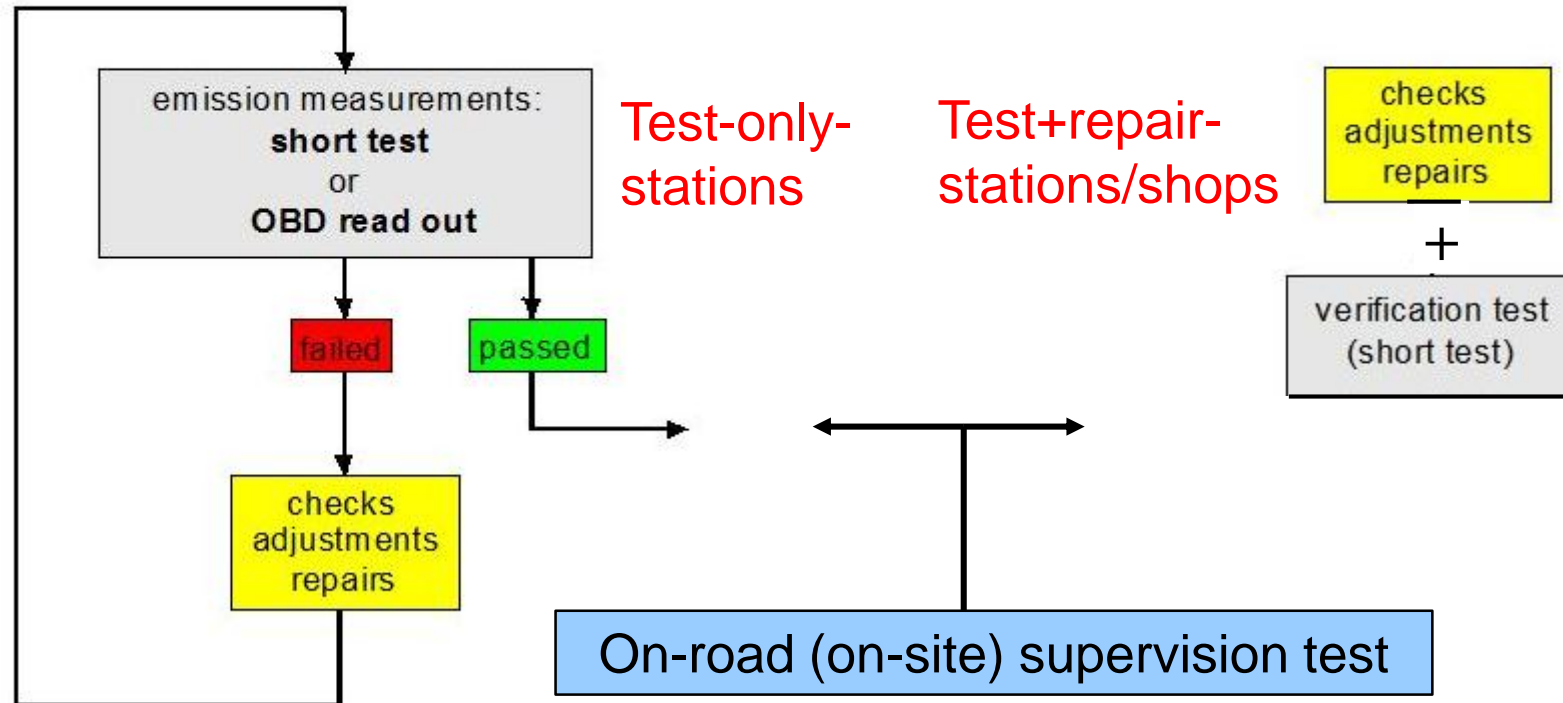 emission measurements:
short test
or
OBD read out
Test-only-
stations
failed
passed
checks
adjustments
repairs
Test+repair-
stations/shops
checks
adjustments
repairs
+
verification test
(short test)
On-road (on-site) supervision test